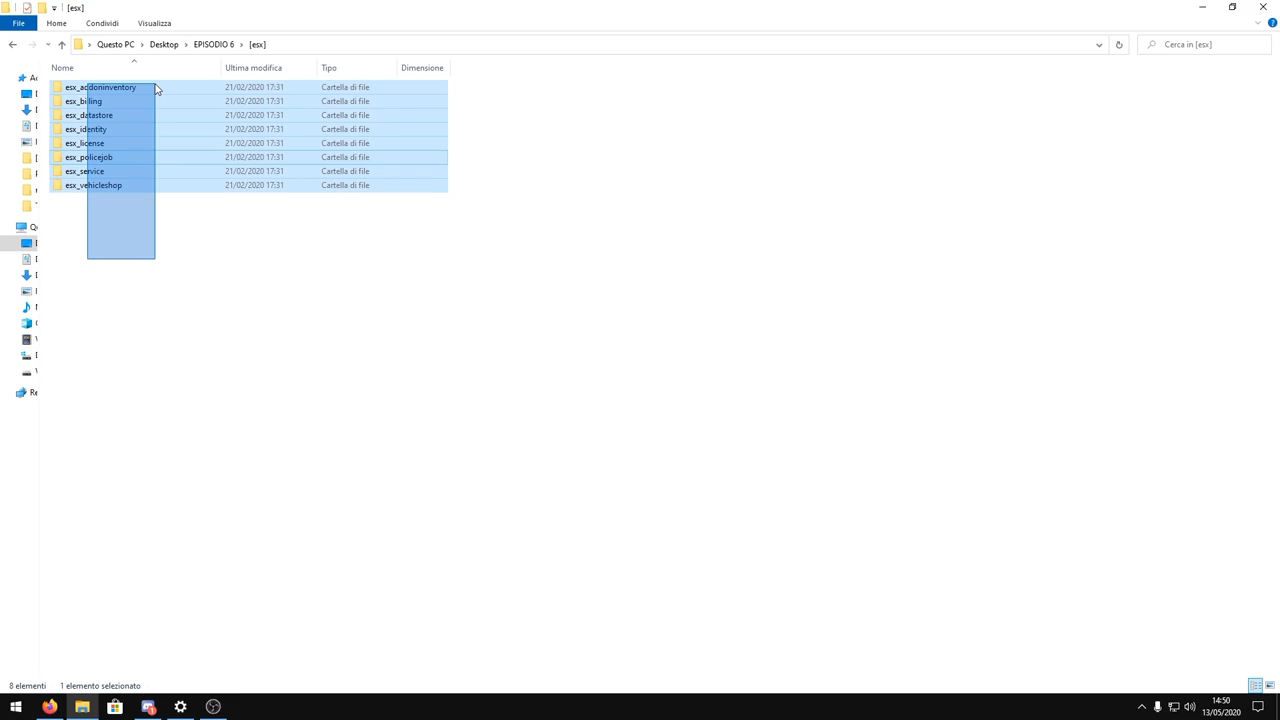 [esx]
File Home Condividi Visualizza
Questo PC Desktop EPISODIO 6 [esx] Cerca in [esx]
Nome Ultima modifica Tipo Dimensione
esx_addoninventory 21/02/2020 17:31 Cartella di file
esx_billing 21/02/2020 17:31 Cartella di file
esx_datastore 21/02/2020 17:31 Cartella di file
esx_identity 21/02/2020 17:31 Cartella di file
esx_license 21/02/2020 17:31 Cartella di file
esx_policejob 21/02/2020 17:31 Cartella di file
esx_service 21/02/2020 17:31 Cartella di file
esx_vehicleshop 21/02/2020 17:31 Cartella di file
8 elementi 1 elemento selezionato
14:50
13/05/2020